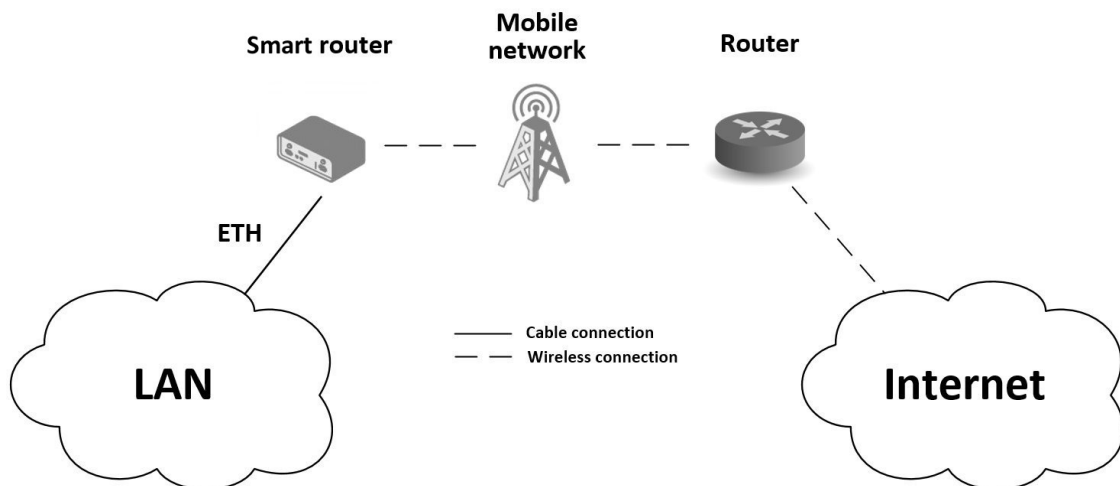 Smart router
Mobile
network
Router
ETH
Cable connection
Wireless connection
LAN
Internet